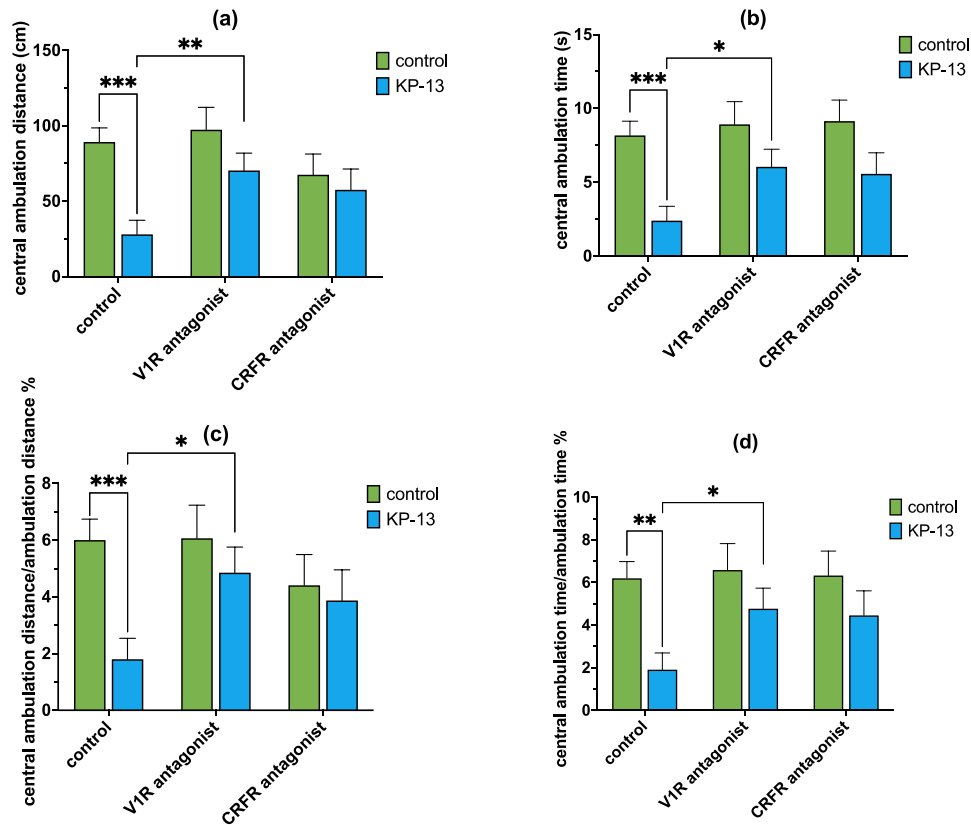 (a)
central ambulation distance (cm)
150
100
50
0
***
**
control
KP-13
control
V1R antagonist
CRFR antagonist
(b)
central ambulation time (s)
15
10
5
0
***
*
control
KP-13
control
V1R antagonist
CRFR antagonist
(c)
central ambulation distance/ambulation distance %
8
6
4
2
0
***
*
control
KP-13
control
V1R antagonist
CRFR antagonist
(d)
central ambulation time/ambulation time %
10
8
6
4
2
0
**
*
control
KP-13
control
V1R antagonist
CRFR antagonist